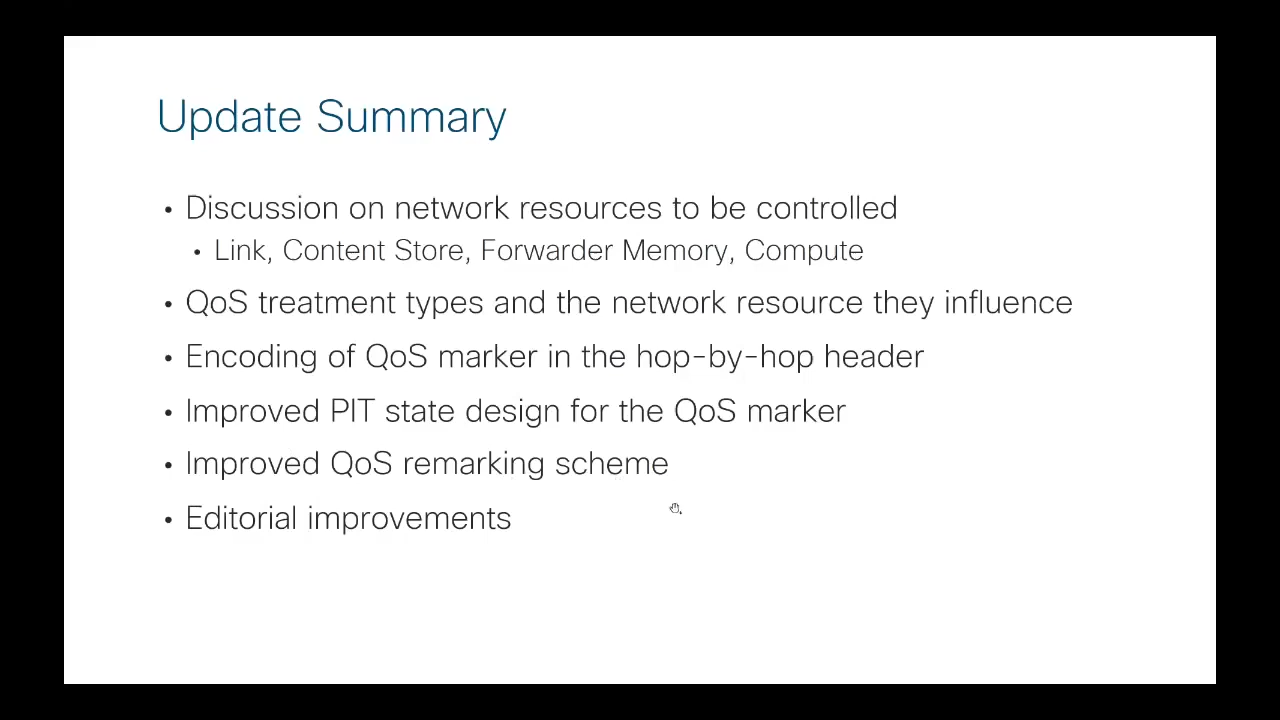 Update Summary
• Discussion on network resources to be controlled
• Link, Content Store, Forwarder Memory, Compute
• QoS treatment types and the network resource they influence
• Encoding of QoS marker in the hop-by-hop header
• Improved PIT state design for the QoS marker
• Improved QoS remarking scheme
• Editorial improvements